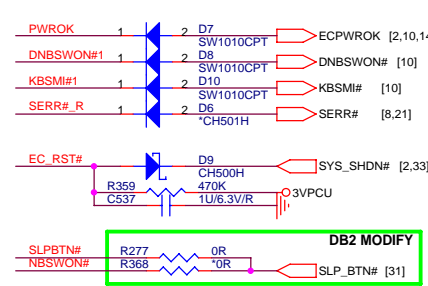 PWROK 1 2 D7 SW1010CPT ECPWROK [2,10,14
DNBSWON#1 1 2 D8 SW1010CPT DNBSWON# [10]
KBSMI#1 1 2 D10 SW1010CPT KBSMI# [10]
SERR#_R 1 2 D6 *CH501H SERR# [8,21]
EC_RST# D9 CH500H SYS_SHDN# [2,33]
R359 470K 3VPCU
C537 1U/6.3V/R
DB2 MODIFY
SLPBTN# R277 0R
NBSWON# R368 *0R SLP_BTN# [31]